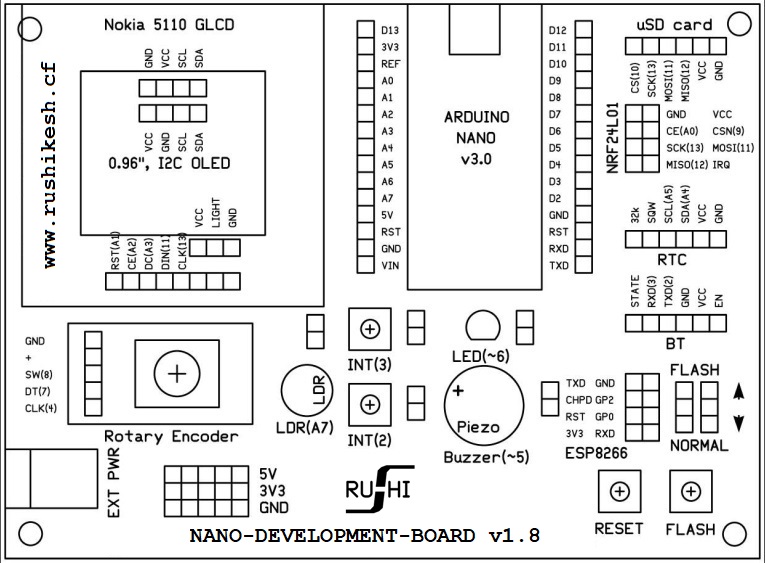 Nokia 5110 GLCD
GND
VCC
SCL
SDA
VCC
GND
SCL
SDA
0.96", I2C OLED
www.rushikesh.cf
VCC
LIGHT
GND
RST(A1)
CE(A2)
DC(A3)
DIN(11)
CLK(13)
D13
3V3
REF
A0
A1
A2
A3
A4
A5
A6
A7
5V
RST
GND
VIN
ARDUINO
NANO
v3.0
D12
D11
D10
D9
D8
D7
D6
D5
D4
D3
D2
GND
RST
RXD
TXD
uSD card
CS(10)
SCK(13)
MOSI(11)
MISO(12)
VCC
GND
NRF24L01
GND VCC
CE(A0) CSN(9)
SCK(13) MOSI(11)
MISO(12) IRQ
32k
SQW
SCL(A5)
SDA(A4)
VCC
GND
RTC
STATE
RXD(3)
TXD(2)
GND
VCC
EN
BT
GND
+
SW(8)
DT(7)
CLK(4)
Rotary Encoder
LDR
LDR(A7)
INT(3)
INT(2)
LED(~6)
+
Piezo
Buzzer(~5)
TXD GND
CHPD GP2
RST GP0
3V3 RXD
ESP8266
FLASH
NORMAL
EXT PWR
5V
3V3
GND
RUSHI
RESET
FLASH
NANO-DEVELOPMENT-BOARD v1.8